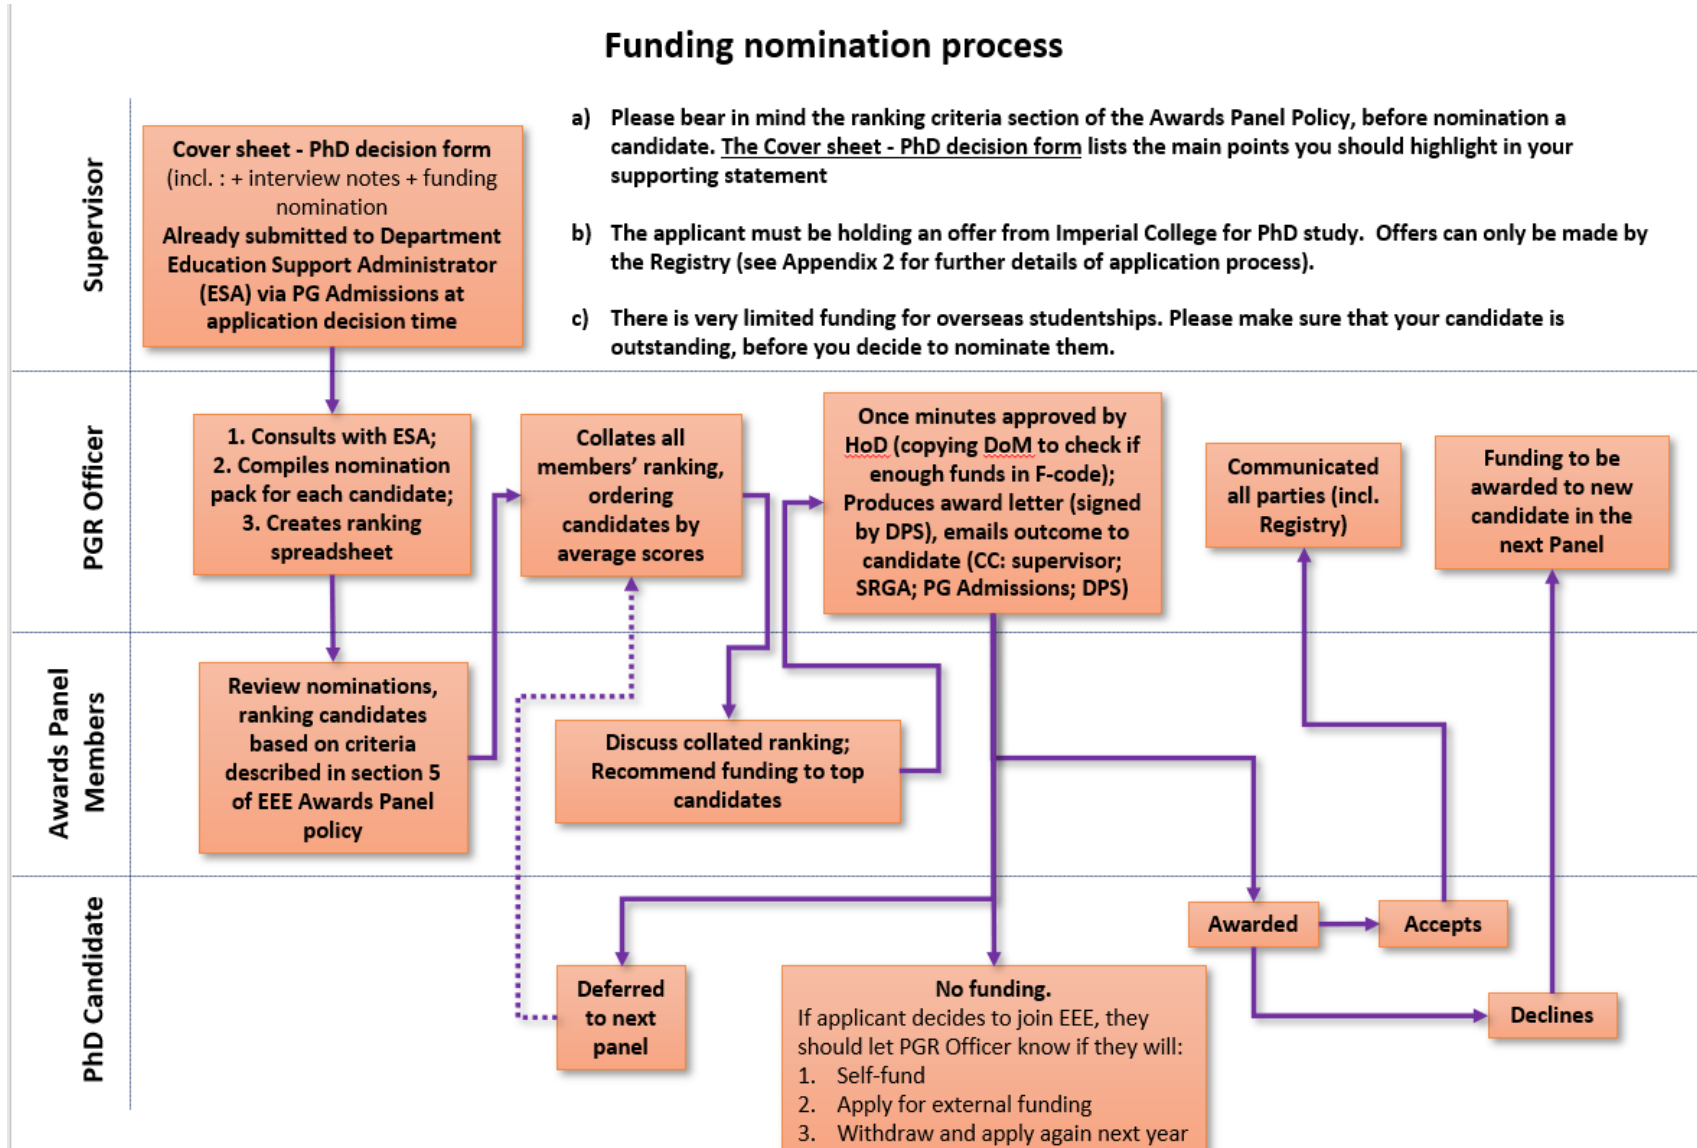 Funding nomination process
Supervisor
Cover sheet - PhD decision form
(incl. : + interview notes + funding
nomination
Already submitted to Department
Education Support Administrator
(ESA) via PG Admissions at
application decision time
a) Please bear in mind the ranking criteria section of the Awards Panel Policy, before nomination a
candidate. The Cover sheet - PhD decision form lists the main points you should highlight in your
supporting statement
b) The applicant must be holding an offer from Imperial College for PhD study. Offers can only be made by
the Registry (see Appendix 2 for further details of application process).
c) There is very limited funding for overseas studentships. Please make sure that your candidate is
outstanding, before you decide to nominate them.
PGR Officer
1. Consults with ESA;
2. Compiles nomination
pack for each candidate;
3. Creates ranking
spreadsheet
Collates all
members’ ranking,
ordering
candidates by
average scores
Once minutes approved by
HoD (copying DoM to check if
enough funds in F-code);
Produces award letter (signed
by DPS), emails outcome to
candidate (CC: supervisor;
SRGA; PG Admissions; DPS)
Communicated
all parties (incl.
Registry)
Funding to be
awarded to new
candidate in the
next Panel
Awards Panel
Members
Review nominations,
ranking candidates
based on criteria
described in section 5
of EEE Awards Panel
policy
Discuss collated ranking;
Recommend funding to top
candidates
PhD Candidate
Deferred
to next
panel
No funding.
If applicant decides to join EEE, they
should let PGR Officer know if they will:
1. Self-fund
2. Apply for external funding
3. Withdraw and apply again next year
Awarded
Accepts
Declines